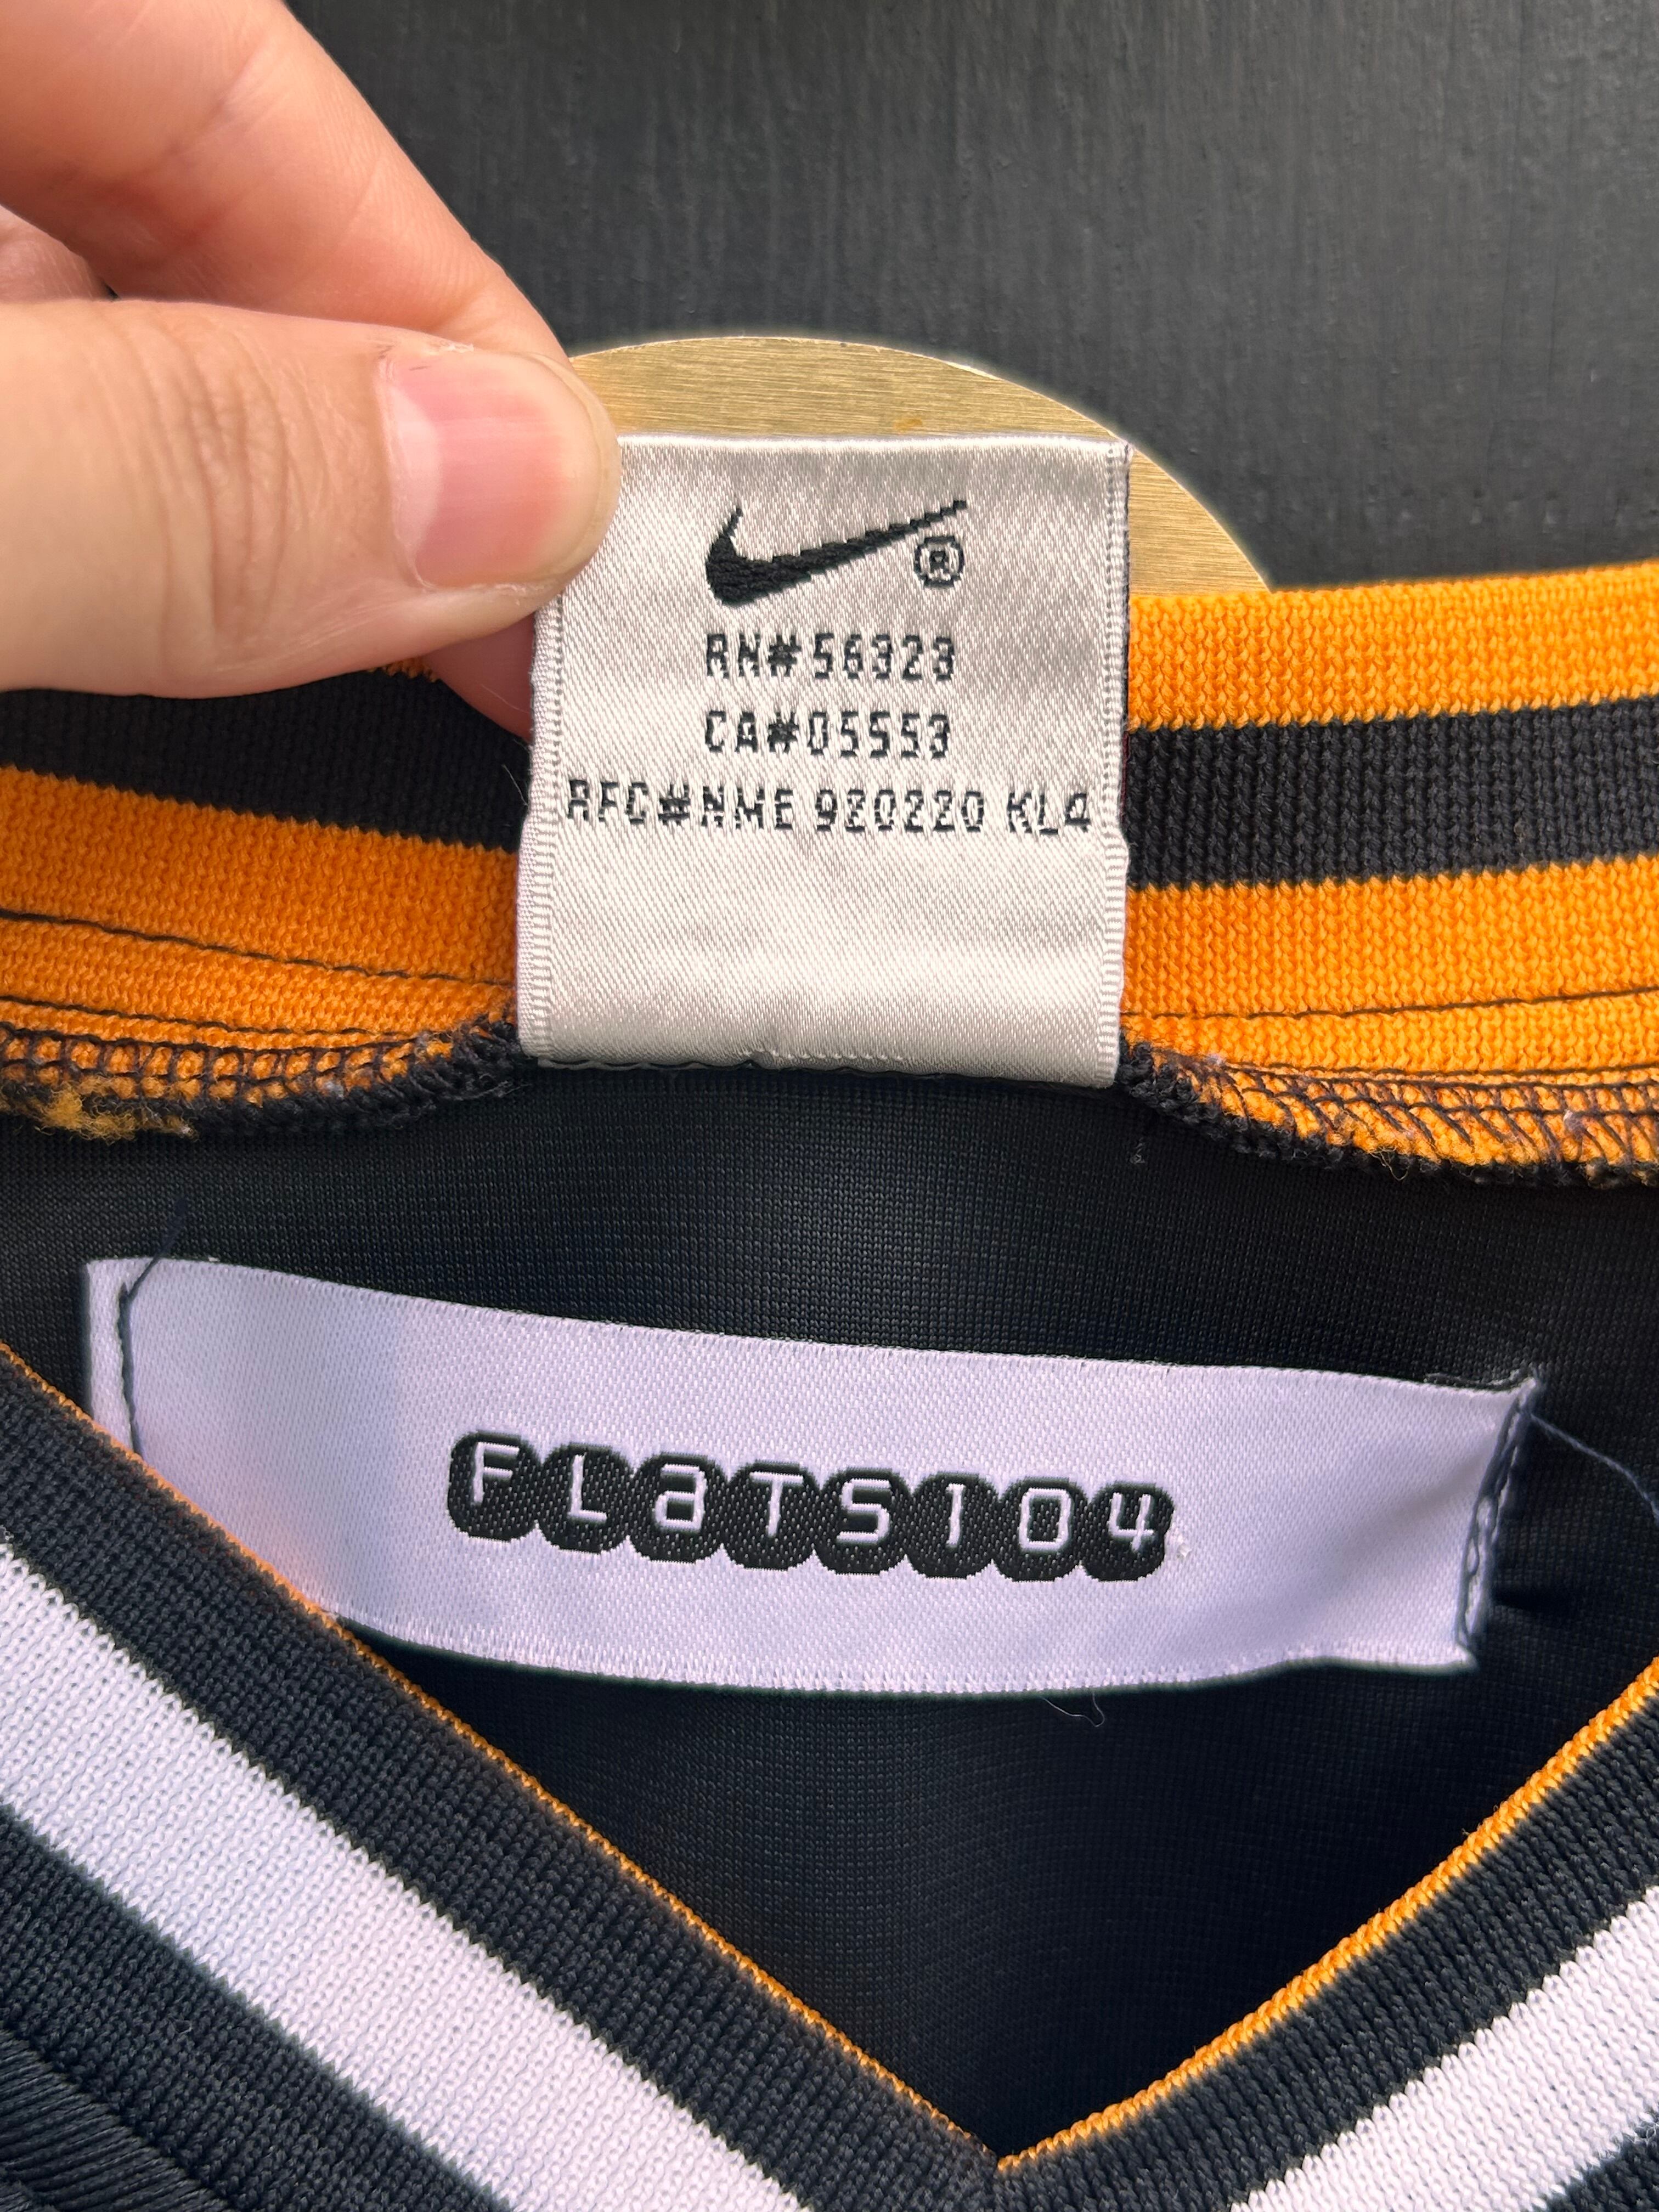 ®
RN#56323
CA#05553
RFC#NME 920220 KL4
FLaTS104